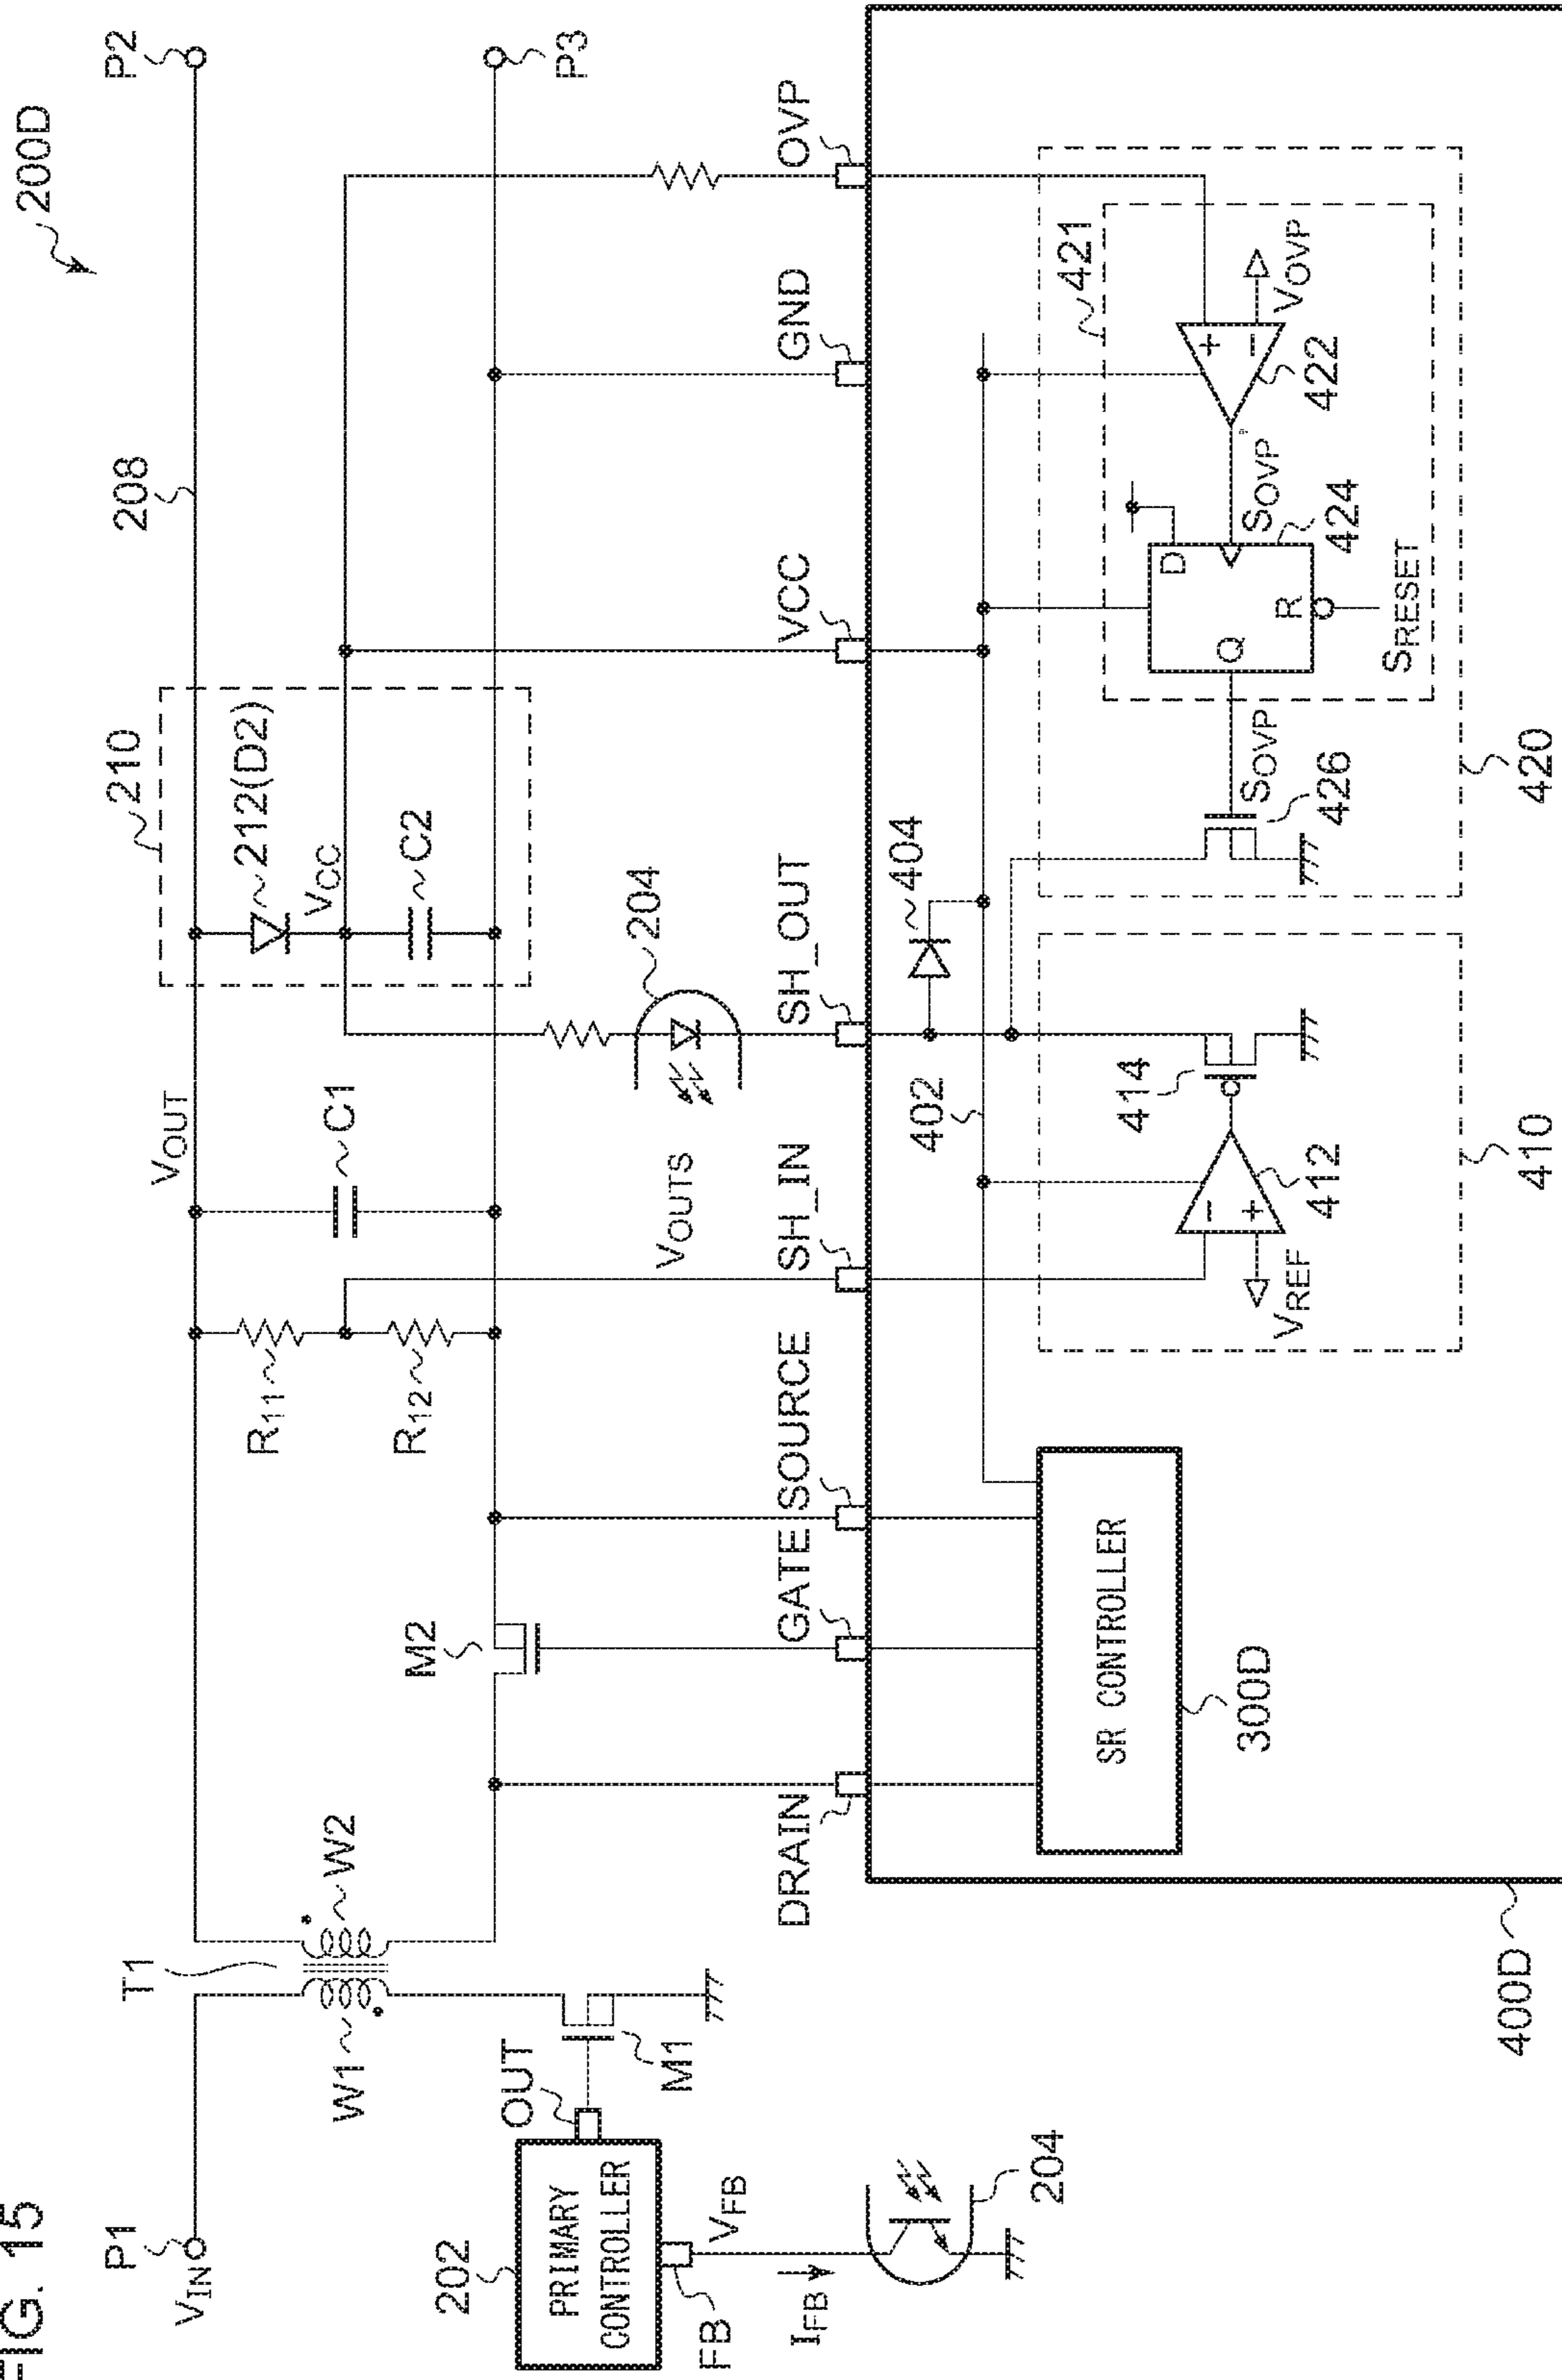 FIG. 15
200D
P1
VIN
T1
W1
W2
R11
R12
VOUT
C1
210
212(D2)
VCC
C2
208
P2
P3
202
PRIMARY
CONTROLLER
OUT
M1
FB
VFB
IFB
204
M2
VOUTS
204
DRAIN
GATE
SOURCE
SH_IN
SH_OUT
VCC
GND
OVP
SR CONTROLLER
300D
402
404
412
414
VREF
410
426
SOVP
D
Q
R
SRESET
SOVP
424
421
422
VOVP
420
400D
+
−
−
+